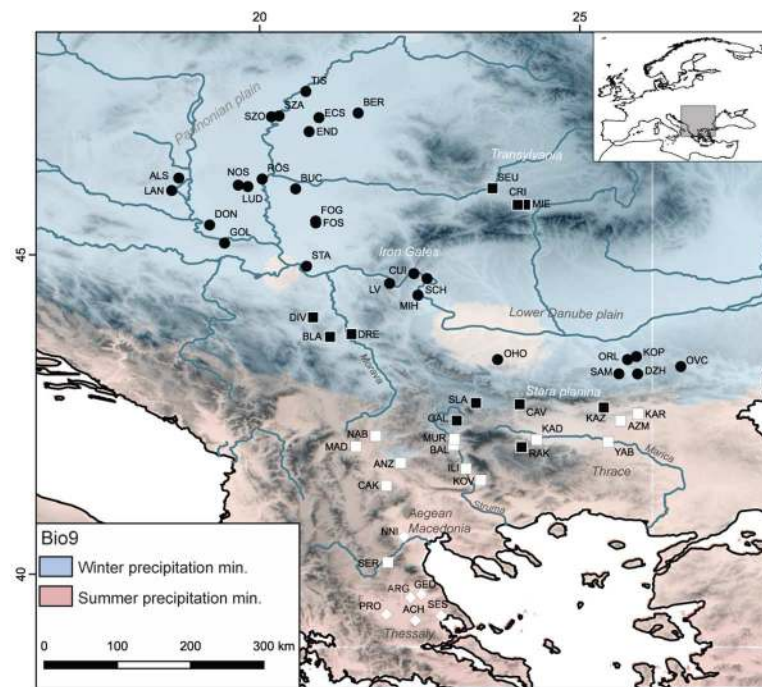 20 25
TIS
SZA
SZO
ECS
BER
END
Pannonian plain
Transylvania
ALS
NOS
RÖS
SEU
LAN
LUD
BUC
CRI
MIE
DON
FOG
FOS
GOL
45
STA
Iron Gates
CUI
SCH
LV
MIH
Lower Danube plain
DIV
BLA
DRE
Morava
OHO
ORL
KOP
OVC
SAM
DZH
Stara planina
SLA
GAL
CAV
KAZ
KAR
AZM
NAB
MUR
KAD
MAD
BAL
RAK
YAB
Marica
ANZ
ILI
Thrace
CAK
KOV
Struma
Aegean
Macedonia
NNI
40
SER
ARG
GED
PRO
ACH
SES
Thessaly
Bio9
Winter precipitation min.
Summer precipitation min.
0 100 200 300 km